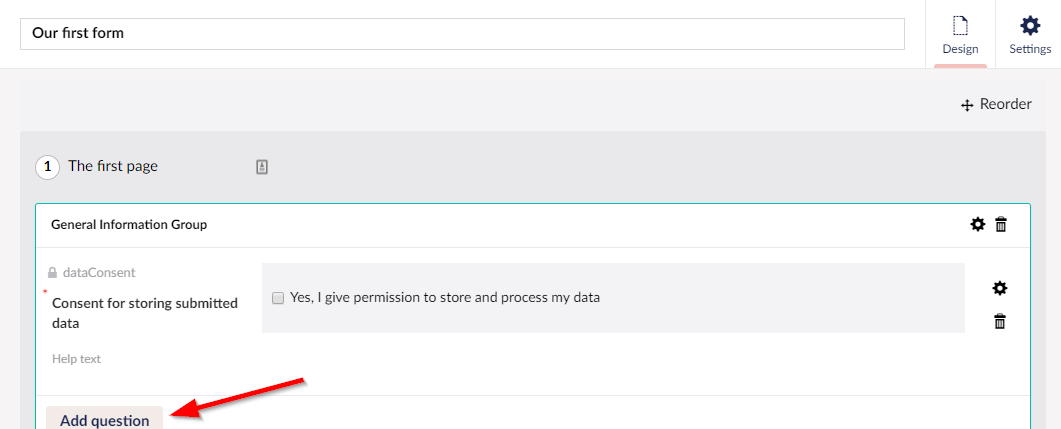 Our first form
Design
Settings
Reorder
1 The first page
General Information Group
dataConsent
* Consent for storing submitted
data
Yes, I give permission to store and process my data
Help text
Add question